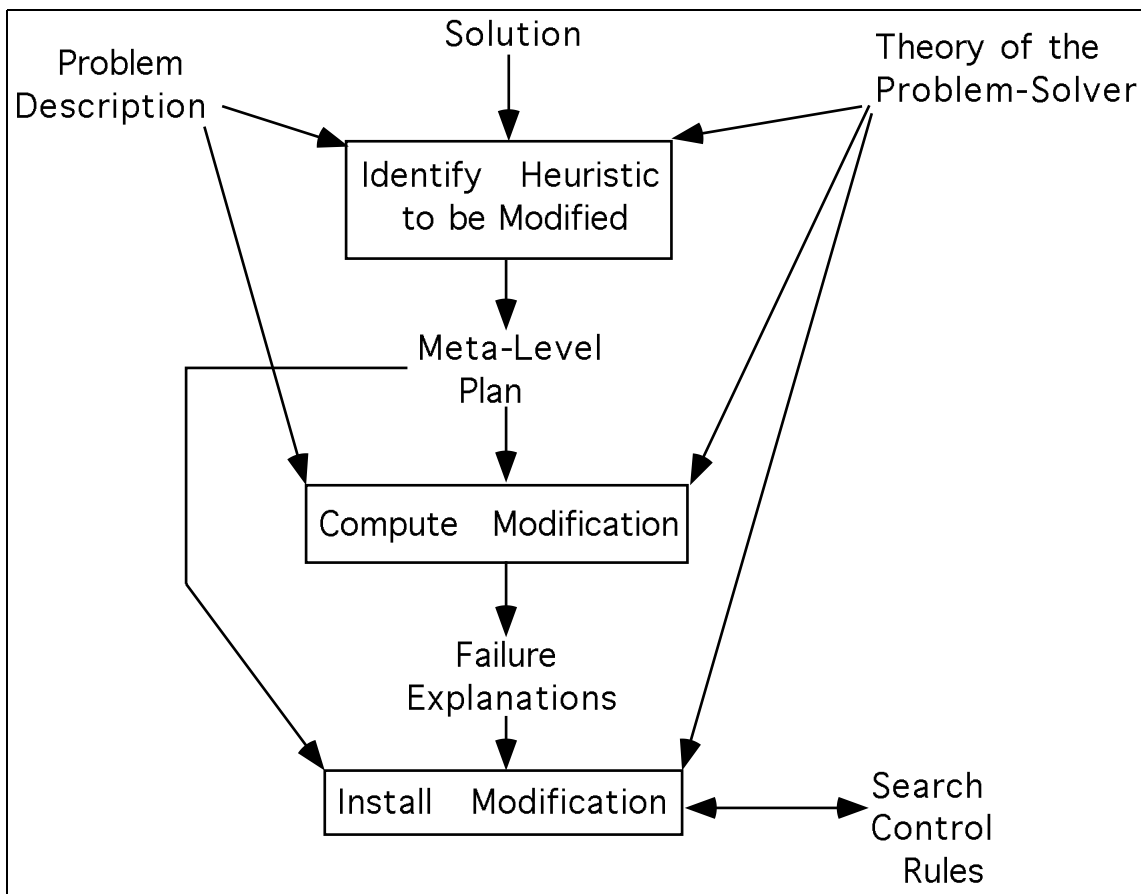 Solution
Problem
Description
Theory of the
Problem-Solver
Identify Heuristic
to be Modified
Meta-Level
Plan
Compute Modification
Failure
Explanations
Install Modification
Search
Control
Rules